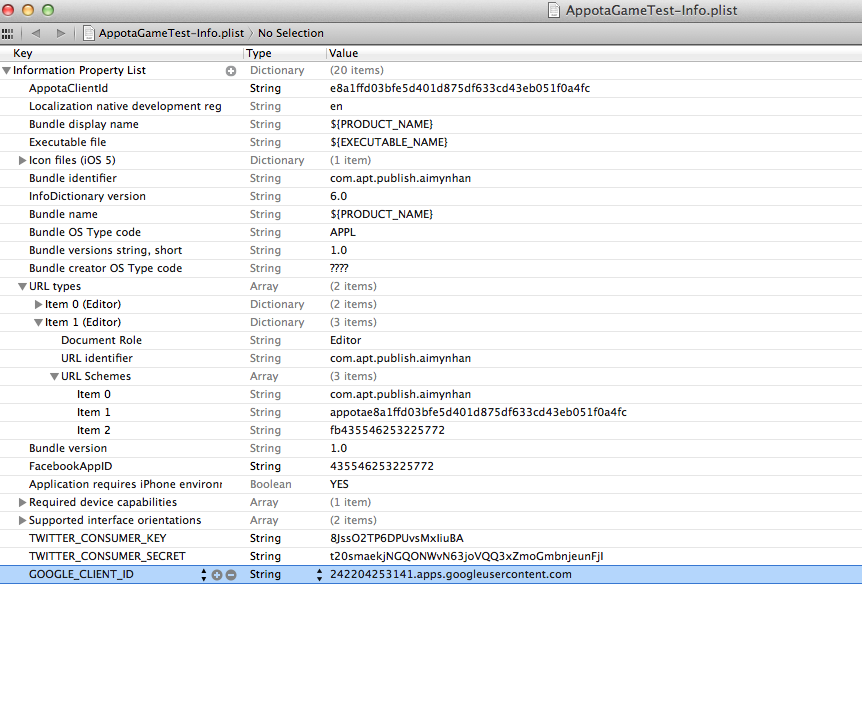 AppotaGameTest-Info.plist
AppotaGameTest-Info.plist › No Selection
Key Type Value
Information Property List Dictionary (20 items)
AppotaClientId String e8a1ffd03bfe5d401d875df633cd43eb051f0a4fc
Localization native development reg String en
Bundle display name String ${PRODUCT_NAME}
Executable file String ${EXECUTABLE_NAME}
Icon files (iOS 5) Dictionary (1 item)
Bundle identifier String com.apt.publish.aimynhan
InfoDictionary version String 6.0
Bundle name String ${PRODUCT_NAME}
Bundle OS Type code String APPL
Bundle versions string, short String 1.0
Bundle creator OS Type code String ????
URL types Array (2 items)
Item 0 (Editor) Dictionary (2 items)
Item 1 (Editor) Dictionary (3 items)
Document Role String Editor
URL identifier String com.apt.publish.aimynhan
URL Schemes Array (3 items)
Item 0 String com.apt.publish.aimynhan
Item 1 String appotae8a1ffd03bfe5d401d875df633cd43eb051f0a4fc
Item 2 String fb435546253225772
Bundle version String 1.0
FacebookAppID String 435546253225772
Application requires iPhone environr Boolean YES
Required device capabilities Array (1 item)
Supported interface orientations Array (2 items)
TWITTER_CONSUMER_KEY String 8JssO2TP6DPUvsMxIiuBA
TWITTER_CONSUMER_SECRET String t20smaekjNGQONWvN63joVQQ3xZmoGmbnjeunFjI
GOOGLE_CLIENT_ID String 242204253141.apps.googleusercontent.com